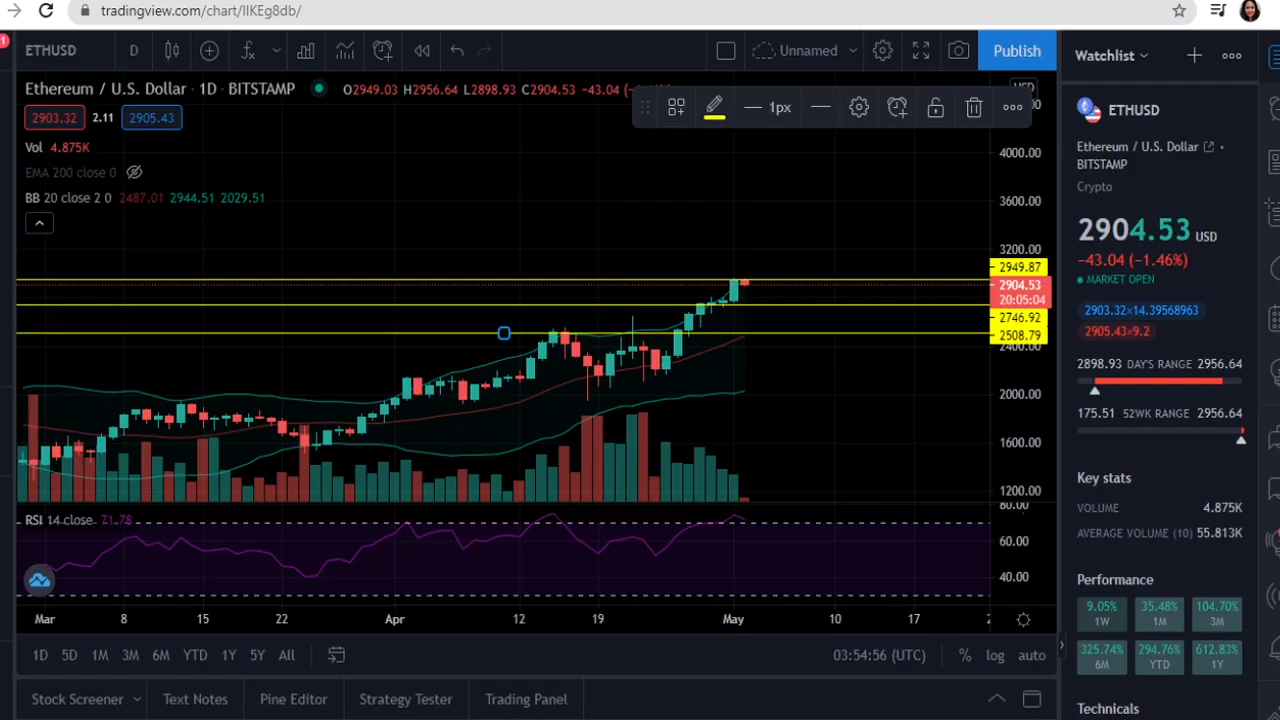 tradingview.com/chart/IIKEg8db/
ETHUSD D Unnamed Publish
Watchlist
Ethereum / U.S. Dollar · 1D · BITSTAMP O2949.03 H2956.64 L2898.93 C2904.53 −43.04
2903.32 2.11 2905.43
1px
Vol 4.875K
EMA 200 close 0
BB 20 close 2 0 2487.01 2944.51 2029.51
4000.00
3600.00
3200.00
2949.87
2904.53
20:05:04
2746.92
2508.79
2400.00
2000.00
1600.00
1200.00
RSI 14 close 71.78
80.00
60.00
40.00
Mar 8 15 22 Apr 12 19 May 10 17
1D 5D 1M 3M 6M YTD 1Y 5Y All 03:54:56 (UTC) % log auto
Stock Screener Text Notes Pine Editor Strategy Tester Trading Panel
ETHUSD
Ethereum / U.S. Dollar ·
BITSTAMP
Crypto
2904.53 USD
−43.04 (−1.46%)
MARKET OPEN
2903.32×14.39568963
2905.43×9.2
2898.93 DAY'S RANGE 2956.64
175.51 52WK RANGE 2956.64
Key stats
VOLUME 4.875K
AVERAGE VOLUME (10) 55.813K
Performance
9.05% 35.48% 104.70%
1W 1M 3M
325.74% 294.76% 612.83%
6M YTD 1Y
Technicals